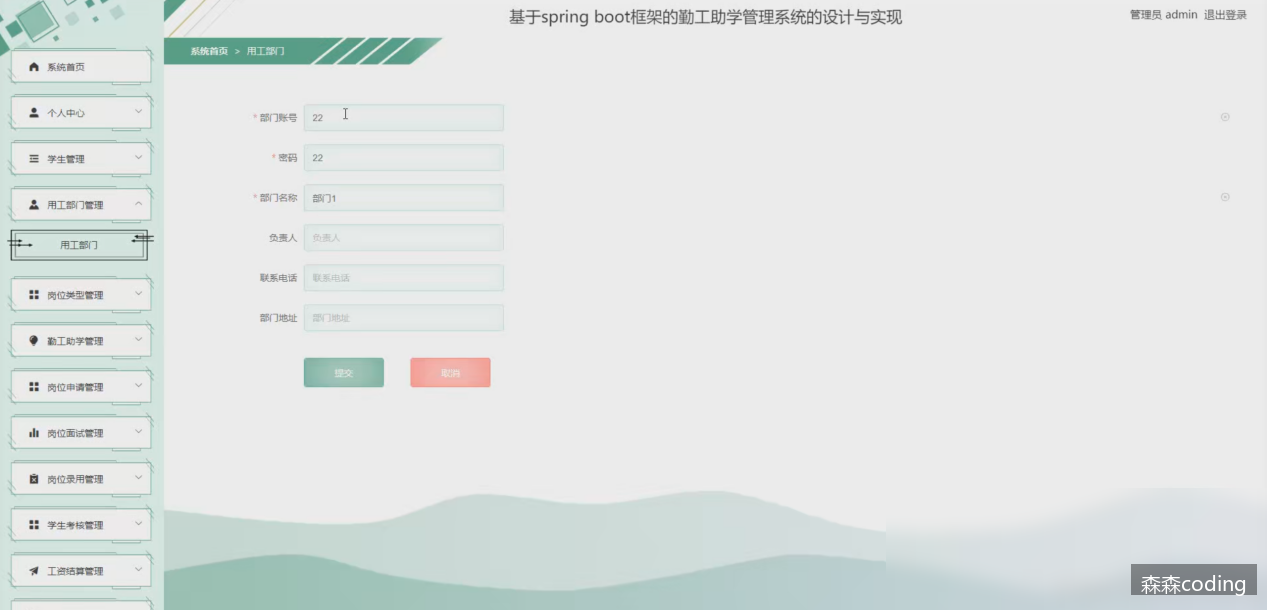 基于spring boot框架的勤工助学管理系统的设计与实现
管理员 admin 退出登录
系统首页 > 用工部门
系统首页
个人中心
学生管理
用工部门管理
用工部门
岗位类型管理
勤工助学管理
岗位申请管理
岗位面试管理
岗位录用管理
学生考核管理
工资结算管理
* 部门账号 22
* 密码 22
* 部门名称 部门1
负责人 负责人
联系电话 联系电话
部门地址 部门地址
提交 取消
森森coding